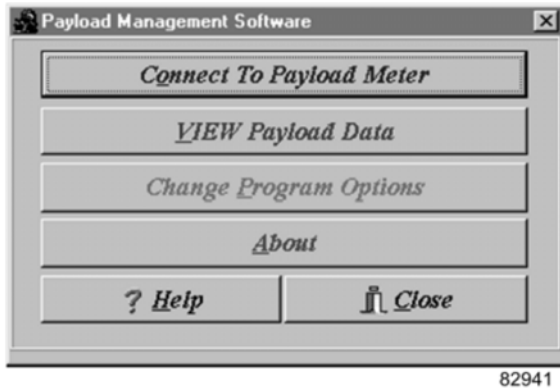 Payload Management Software
Connect To Payload Meter
VIEW Payload Data
Change Program Options
About
? Help
Close
82941